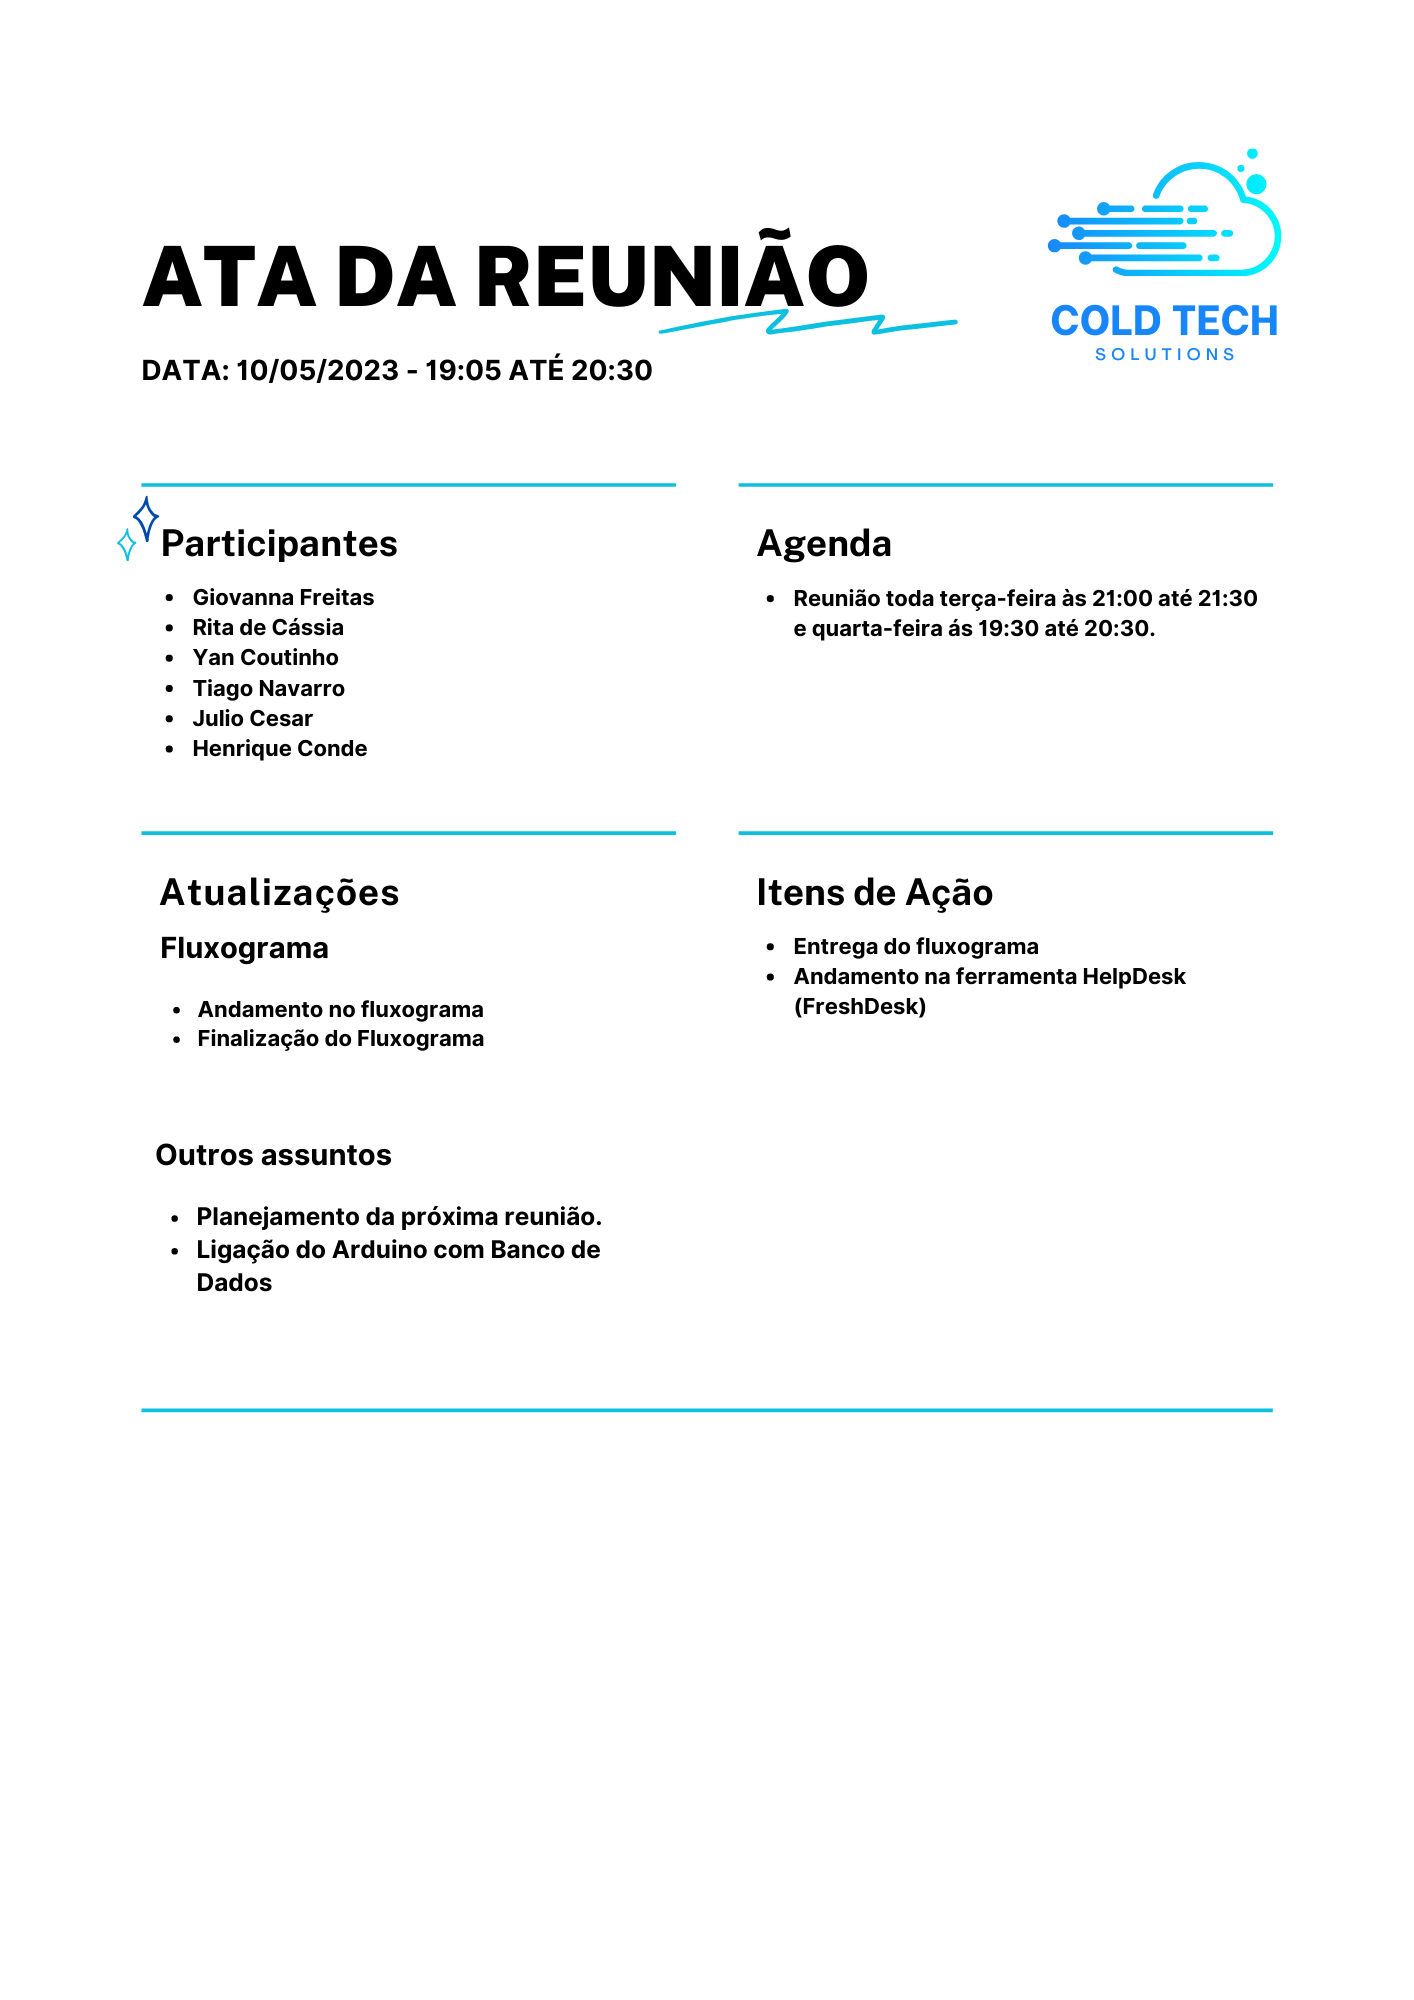 ATA DA REUNIÃO
DATA: 10/05/2023 - 19:05 ATÉ 20:30
COLD TECH
SOLUTIONS
Participantes
• Giovanna Freitas
• Rita de Cássia
• Yan Coutinho
• Tiago Navarro
• Julio Cesar
• Henrique Conde
Agenda
• Reunião toda terça-feira às 21:00 até 21:30
e quarta-feira ás 19:30 até 20:30.
Atualizações
Fluxograma
• Andamento no fluxograma
• Finalização do Fluxograma
Outros assuntos
• Planejamento da próxima reunião.
• Ligação do Arduino com Banco de
Dados
Itens de Ação
• Entrega do fluxograma
• Andamento na ferramenta HelpDesk
(FreshDesk)